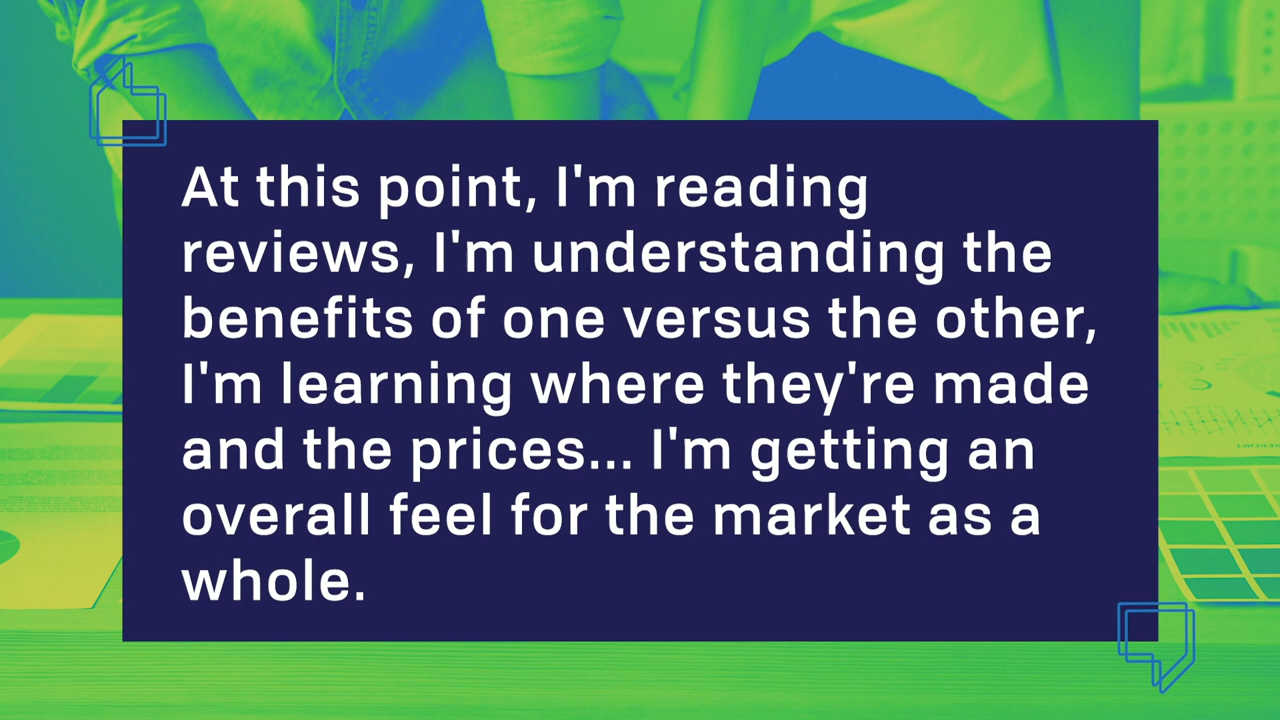 At this point, I'm reading
reviews, I'm understanding the
benefits of one versus the other,
I'm learning where they're made
and the prices... I'm getting an
overall feel for the market as a
whole.